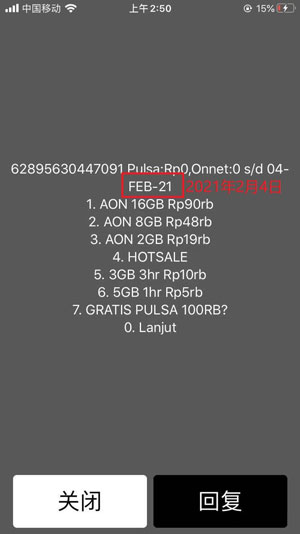 中国移动 上午2:50 15%
62895630447091 Pulsa:Rp0,Onnet:0 s/d 04-
FEB-21 2021年2月4日
1. AON 16GB Rp90rb
2. AON 8GB Rp48rb
3. AON 2GB Rp19rb
4. HOTSALE
5. 3GB 3hr Rp10rb
6. 5GB 1hr Rp5rb
7. GRATIS PULSA 100RB?
0. Lanjut
关闭 回复